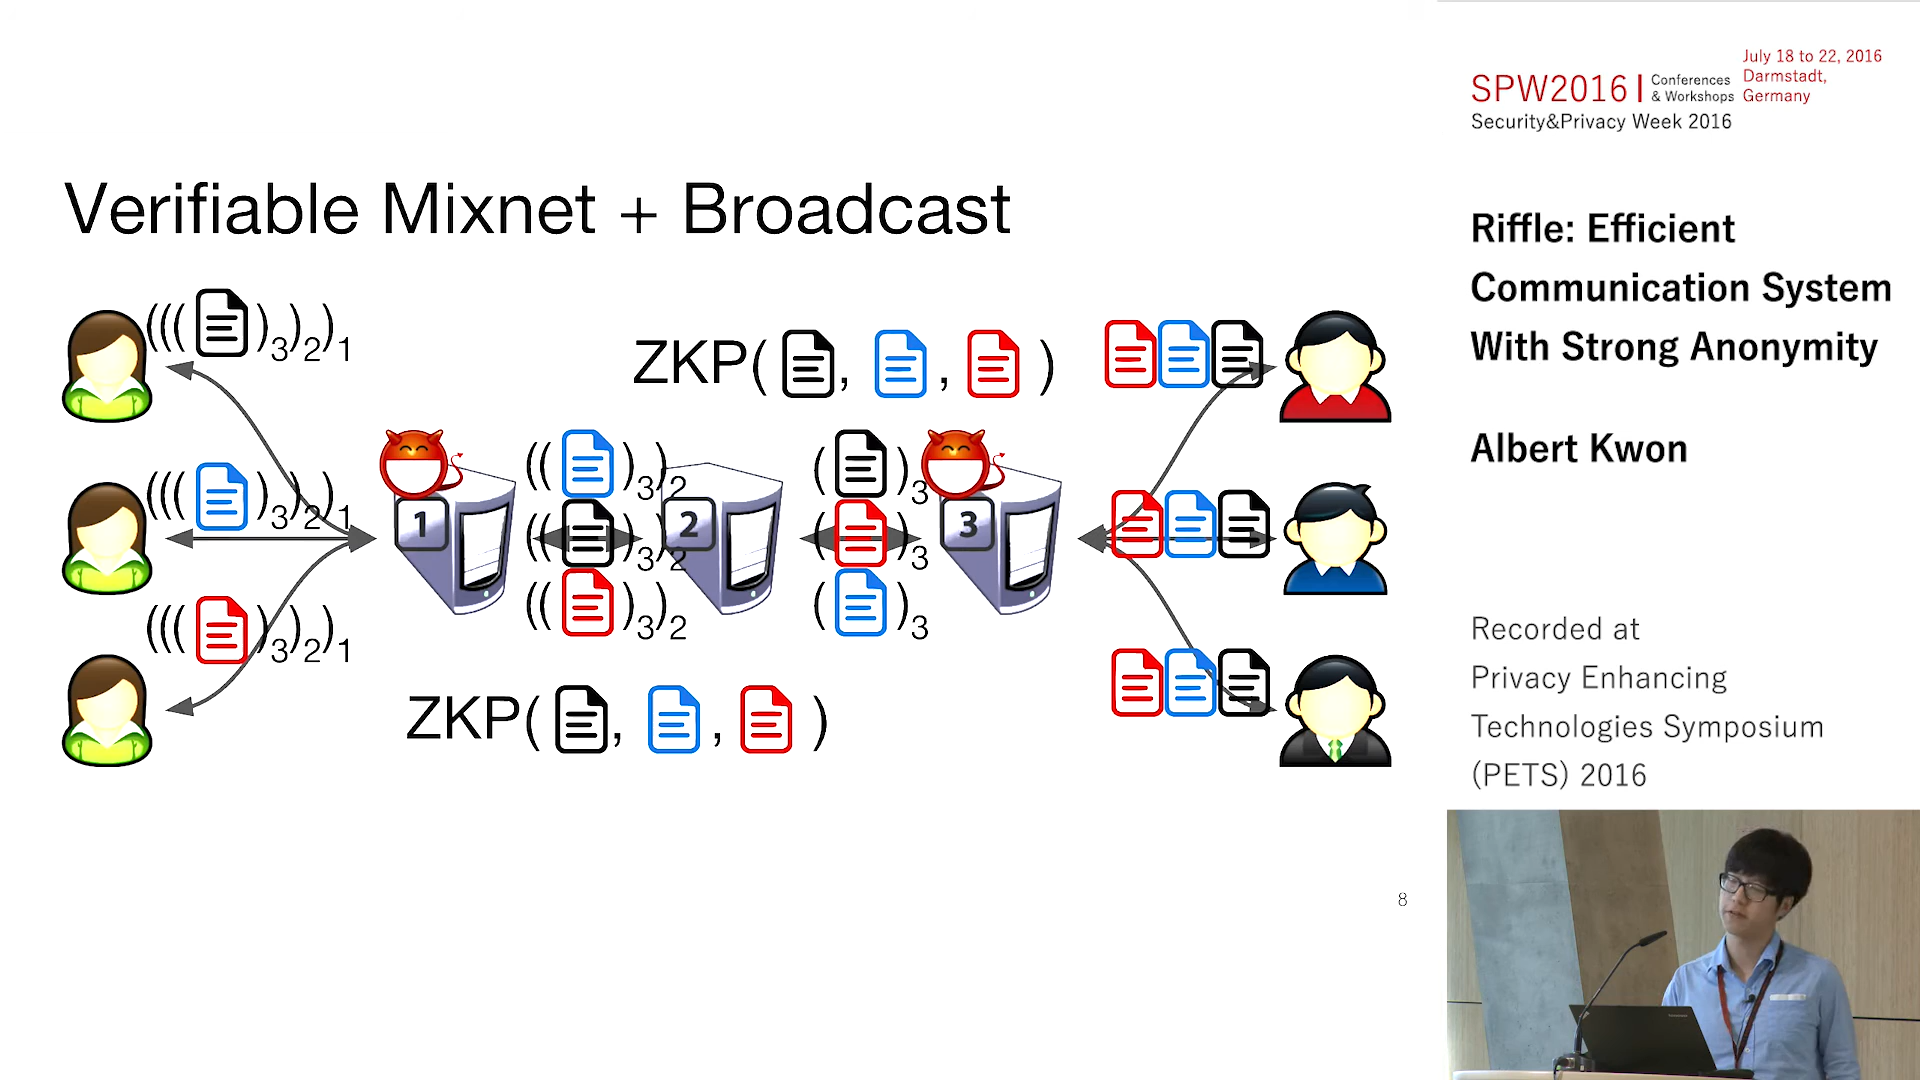 Verifiable Mixnet + Broadcast
((( )3)2)1
ZKP( , , )
((( )3)2)1
(( )3)2
( )3
1
2
3
(( )3)2
( )3
((( )3)2)1
(( )3)2
( )3
ZKP( , , )
8
SPW2016 | Conferences & Workshops
July 18 to 22, 2016
Darmstadt,
Germany
Security&Privacy Week 2016
Riffle: Efficient
Communication System
With Strong Anonymity
Albert Kwon
Recorded at
Privacy Enhancing
Technologies Symposium
(PETS) 2016